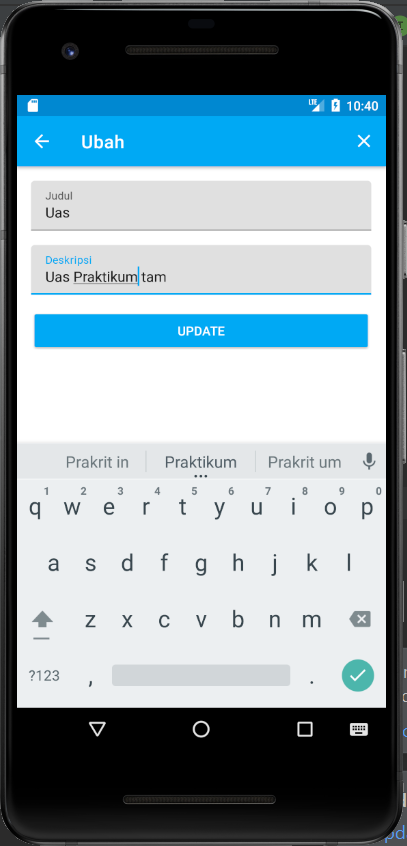 LTE 10:40
Ubah
Judul
Uas
Deskripsi
Uas Praktikum tam
UPDATE
Prakrit in Praktikum Prakrit um
1 2 3 4 5 6 7 8 9 0
q w e r t y u i o p
a s d f g h j k l
z x c v b n m
?123 , .
pd